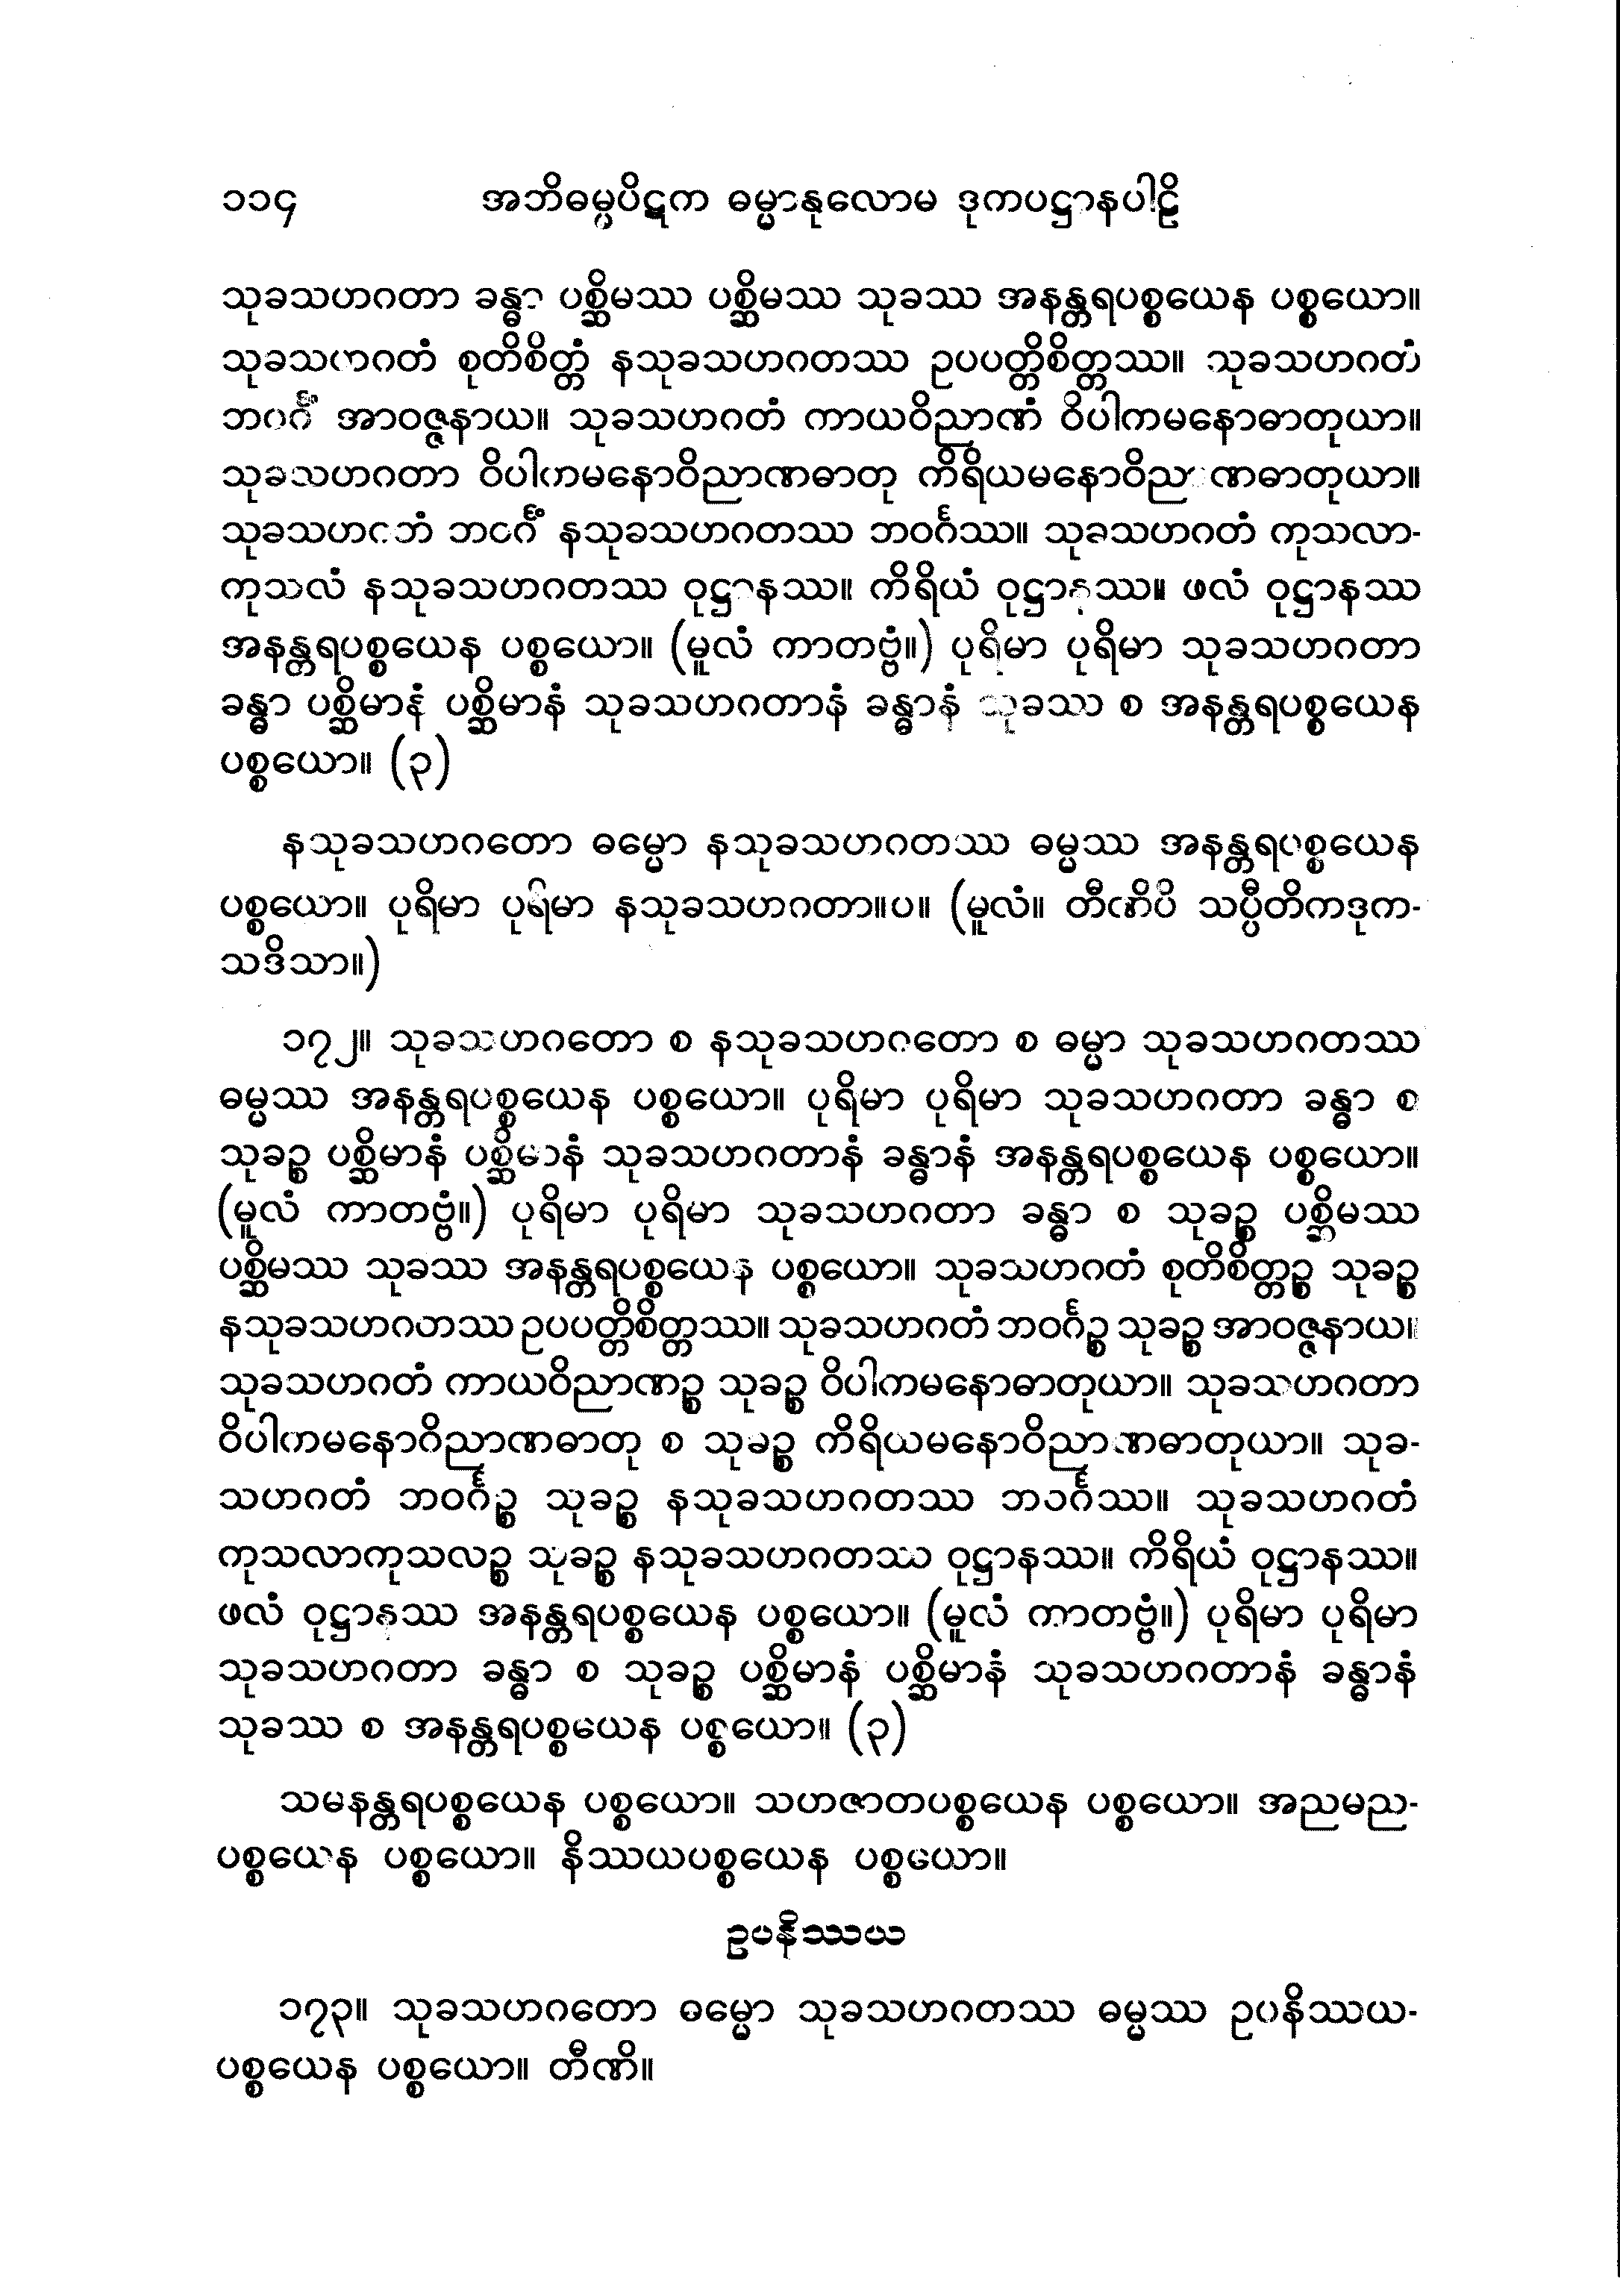 ၁၁၄ အဘိဓမ္မပိဋက ဓမ္မာနုလောမ ဒုကပဋ္ဌာနပါဠိ
သုခသဟဂတာ ခန္ဓာ ပစ္ဆိမဿ ပစ္ဆိမဿ သုခဿ အနန္တရပစ္စယေန ပစ္စယော။
သုခသဟဂတံ စုတိစိတ္တံ နသုခသဟဂတဿ ဥပပတ္တိစိတ္တဿ။ သုခသဟဂတံ
ဘဝင်္ဂံ အာဝဇ္ဇနာယ။ သုခသဟဂတံ ကာယဝိညာဏံ ဝိပါကမနောဓာတုယာ။
သုခသဟဂတာ ဝိပါကမနောဝိညာဏဓာတု ကိရိယမနောဝိညာဏဓာတုယာ။
သုခသဟဂတံ ဘဝင်္ဂံ နသုခသဟဂတဿ ဘဝင်္ဂဿ။ သုခသဟဂတံ ကုသလာ-
ကုသလံ နသုခသဟဂတဿ ဝုဋ္ဌာနဿ။ ကိရိယံ ဝုဋ္ဌာနဿ။ ဖလံ ဝုဋ္ဌာနဿ
အနန္တရပစ္စယေန ပစ္စယော။ (မူလံ ကာတဗ္ဗံ။) ပုရိမာ ပုရိမာ သုခသဟဂတာ
ခန္ဓာ ပစ္ဆိမာနံ ပစ္ဆိမာနံ သုခသဟဂတာနံ ခန္ဓာနံ သုခဿ စ အနန္တရပစ္စယေန
ပစ္စယော။ (၃)
နသုခသဟဂတော ဓမ္မော နသုခသဟဂတဿ ဓမ္မဿ အနန္တရပစ္စယေန
ပစ္စယော။ ပုရိမာ ပုရိမာ နသုခသဟဂတာ။ပ။ (မူလံ။ တီဏိပိ သပ္ပီတိကဒုက-
သဒိသာ။)
၁၇၂။ သုခသဟဂတော စ နသုခသဟဂတော စ ဓမ္မာ သုခသဟဂတဿ
ဓမ္မဿ အနန္တရပစ္စယေန ပစ္စယော။ ပုရိမာ ပုရိမာ သုခသဟဂတာ ခန္ဓာ စ
သုခဉ္စ ပစ္ဆိမာနံ ပစ္ဆိမာနံ သုခသဟဂတာနံ ခန္ဓာနံ အနန္တရပစ္စယေန ပစ္စယော။
(မူလံ ကာတဗ္ဗံ။) ပုရိမာ ပုရိမာ သုခသဟဂတာ ခန္ဓာ စ သုခဉ္စ ပစ္ဆိမဿ
ပစ္ဆိမဿ သုခဿ အနန္တရပစ္စယေန ပစ္စယော။ သုခသဟဂတံ စုတိစိတ္တဉ္စ သုခဉ္စ
နသုခသဟဂတဿ ဥပပတ္တိစိတ္တဿ။ သုခသဟဂတံ ဘဝင်္ဂဉ္စ သုခဉ္စ အာဝဇ္ဇနာယ။
သုခသဟဂတံ ကာယဝိညာဏဉ္စ သုခဉ္စ ဝိပါကမနောဓာတုယာ။ သုခသဟဂတာ
ဝိပါကမနောဝိညာဏဓာတု စ သုခဉ္စ ကိရိယမနောဝိညာဏဓာတုယာ။ သုခ-
သဟဂတံ ဘဝင်္ဂဉ္စ သုခဉ္စ နသုခသဟဂတဿ ဘဝင်္ဂဿ။ သုခသဟဂတံ
ကုသလာကုသလဉ္စ သုခဉ္စ နသုခသဟဂတဿ ဝုဋ္ဌာနဿ။ ကိရိယံ ဝုဋ္ဌာနဿ။
ဖလံ ဝုဋ္ဌာနဿ အနန္တရပစ္စယေန ပစ္စယော။ (မူလံ ကာတဗ္ဗံ။) ပုရိမာ ပုရိမာ
သုခသဟဂတာ ခန္ဓာ စ သုခဉ္စ ပစ္ဆိမာနံ ပစ္ဆိမာနံ သုခသဟဂတာနံ ခန္ဓာနံ
သုခဿ စ အနန္တရပစ္စယေန ပစ္စယော။ (၃)
သမနန္တရပစ္စယေန ပစ္စယော။ သဟဇာတပစ္စယေန ပစ္စယော။ အညမည-
ပစ္စယေန ပစ္စယော။ နိဿယပစ္စယေန ပစ္စယော။
ဥပနိဿယ
၁၇၃။ သုခသဟဂတော ဓမ္မော သုခသဟဂတဿ ဓမ္မဿ ဥပနိဿယ-
ပစ္စယေန ပစ္စယော။ တီဏိ။